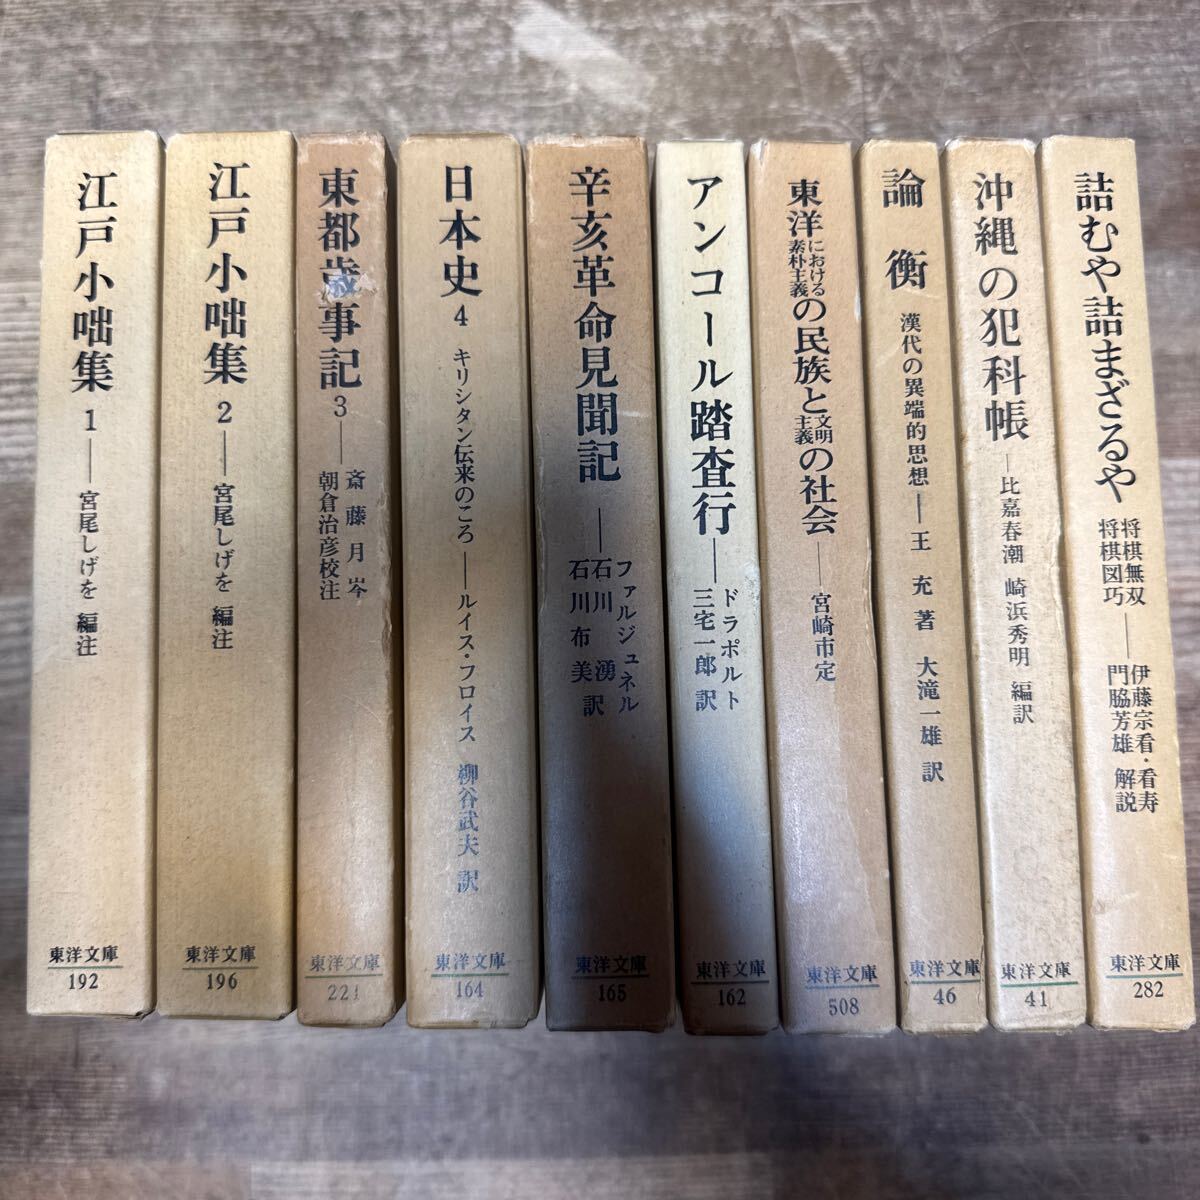 江戸小咄集 1 ── 宮尾しげを 編注
東洋文庫
192
江戸小咄集 2 ── 宮尾しげを 編注
東洋文庫
196
東都歳事記 3 ──
斎藤月岑
朝倉治彦校注
東洋文庫
221
日本史 4 キリシタン伝来のころ ── ルイス・フロイス 柳谷武夫 訳
東洋文庫
164
辛亥革命見聞記 ──
ファルジュネル
石川 湧
石川布美 訳
東洋文庫
165
アンコール踏査行 ──
ドラポルト
三宅一郎 訳
東洋文庫
162
東洋における素朴主義の民族と文明主義の社会 ── 宮崎市定
東洋文庫
508
論衡 漢代の異端的思想 ── 王充 著 大滝一雄 訳
東洋文庫
46
沖縄の犯科帳 ─ 比嘉春潮 崎浜秀明 編訳
東洋文庫
41
詰むや詰まざるや
将棋無双
将棋図巧
──
伊藤宗看・看寿
門脇芳雄 解説
東洋文庫
282